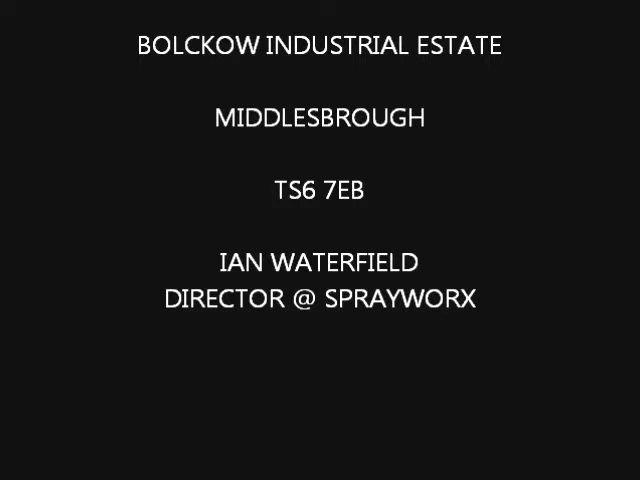 BOLCKOW INDUSTRIAL ESTATE
MIDDLESBROUGH
TS6 7EB
IAN WATERFIELD
DIRECTOR @ SPRAYWORX